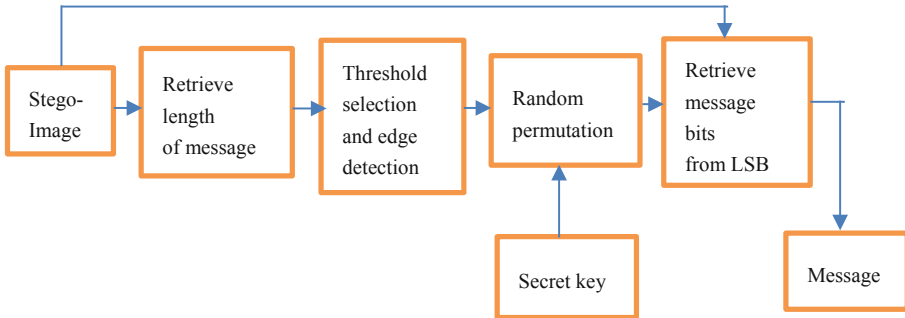 Stego-
Image
Retrieve
length
of message
Threshold
selection
and edge
detection
Random
permutation
Retrieve
message
bits
from LSB
Secret key
Message